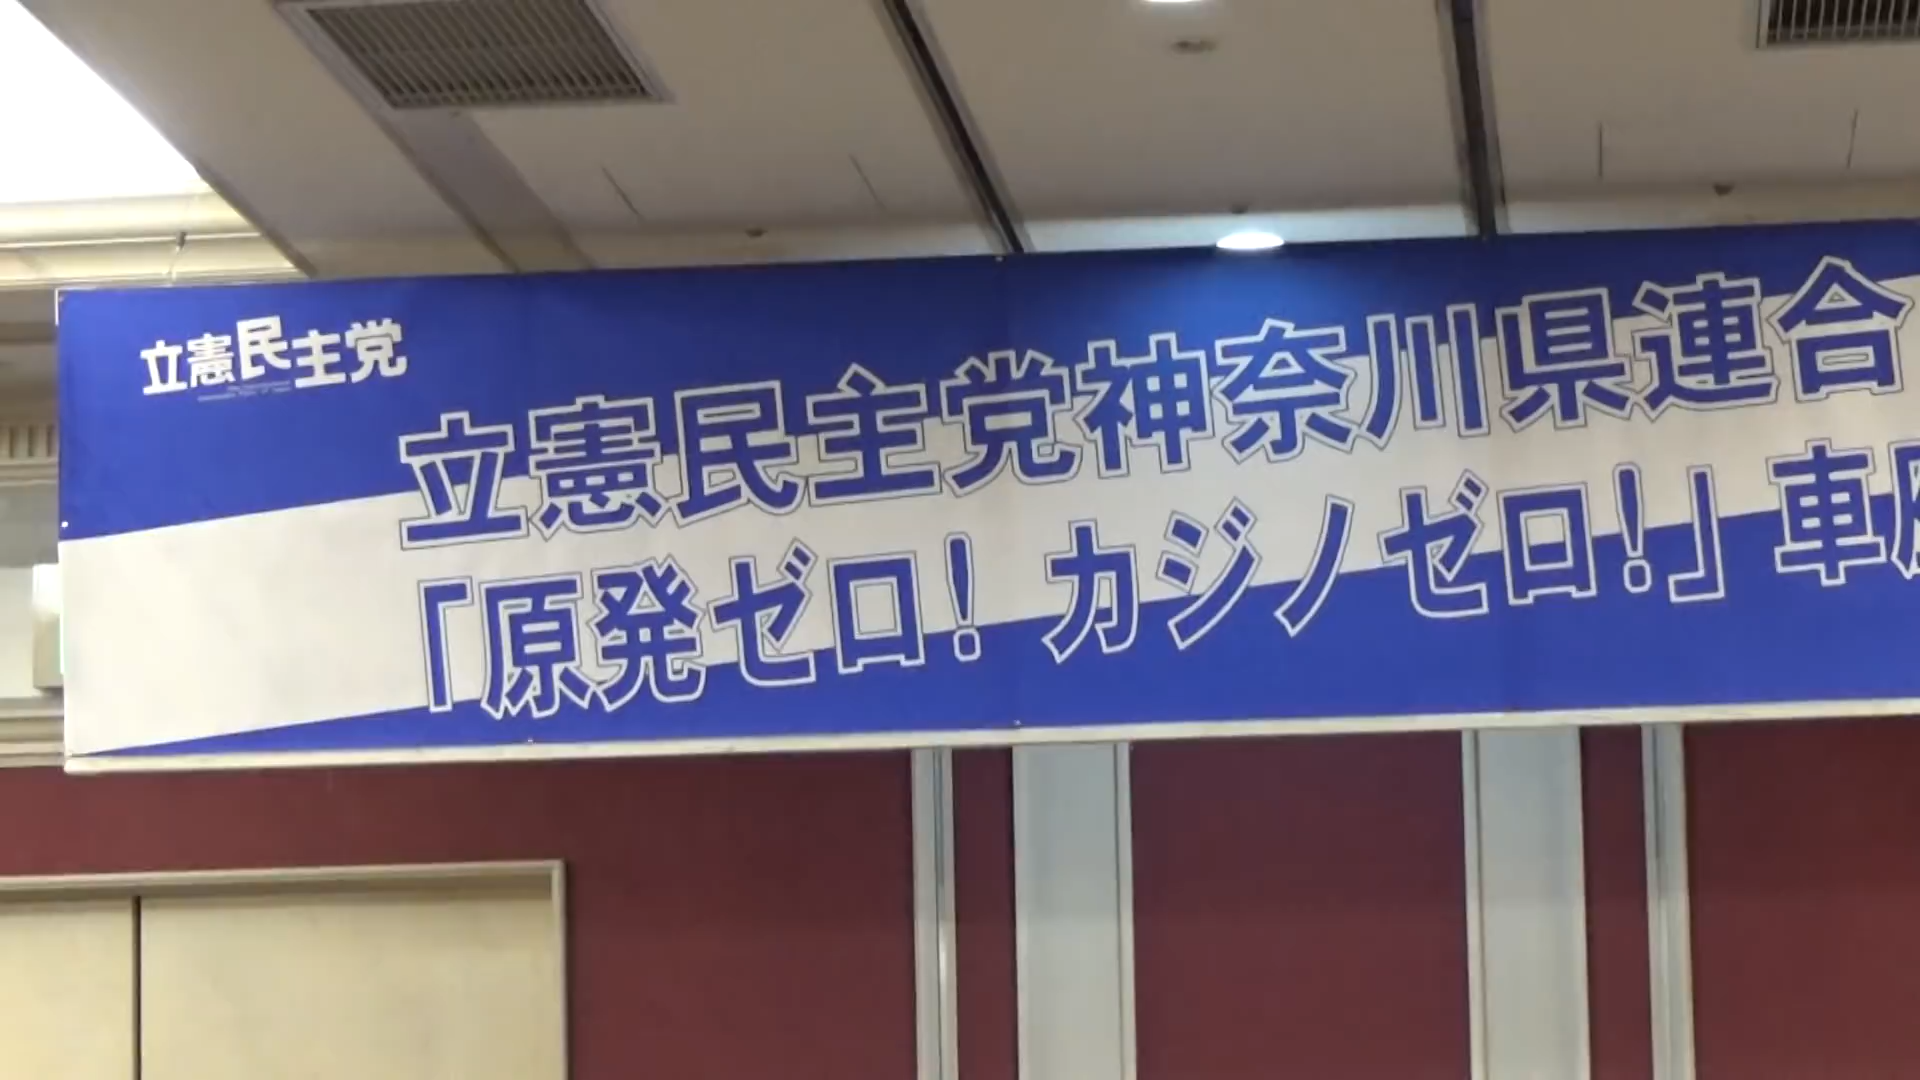 立憲民主党
立憲民主党神奈川県連合
「原発ゼロ! カジノゼロ!」 車